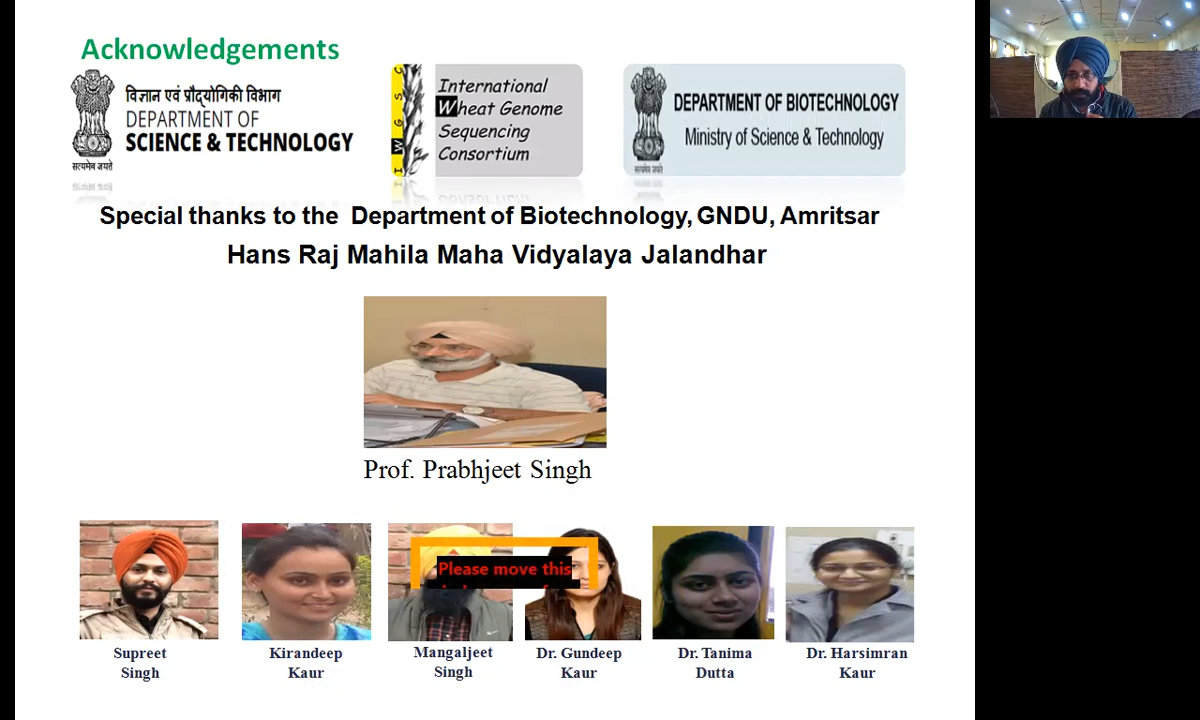 Acknowledgements
विज्ञान एवं प्रौद्योगिकी विभाग
DEPARTMENT OF
SCIENCE & TECHNOLOGY
सत्यमेव जयते
I W G S C
International
Wheat Genome
Sequencing
Consortium
DEPARTMENT OF BIOTECHNOLOGY
Ministry of Science & Technology
सत्यमेव जयते
Special thanks to the Department of Biotechnology, GNDU, Amritsar
Hans Raj Mahila Maha Vidyalaya Jalandhar
Prof. Prabhjeet Singh
Please move this
Supreet
Singh
Kirandeep
Kaur
Mangaljeet
Singh
Dr. Gundeep
Kaur
Dr. Tanima
Dutta
Dr. Harsimran
Kaur